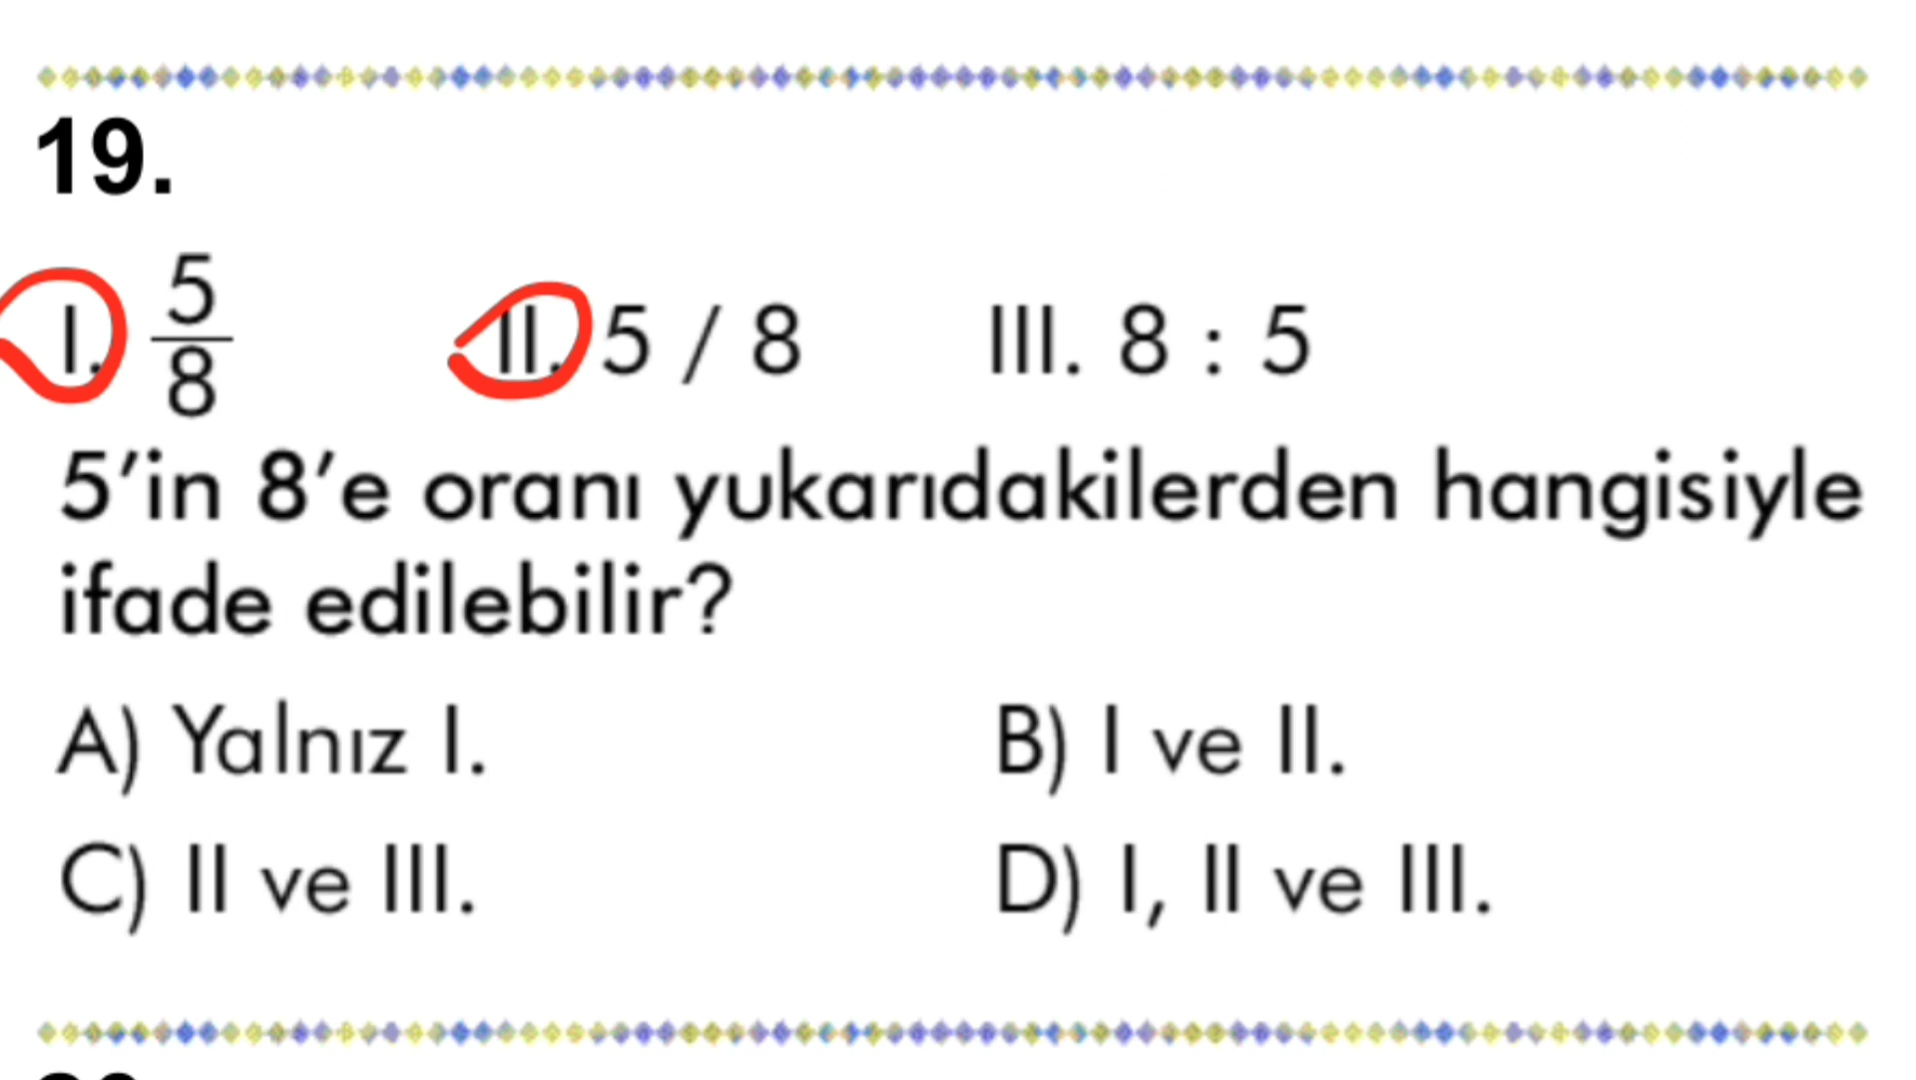 19.
I. 5/8 II. 5 / 8 III. 8 : 5
5’in 8’e oranı yukarıdakilerden hangisiyle
ifade edilebilir?
A) Yalnız I. B) I ve II.
C) II ve III. D) I, II ve III.